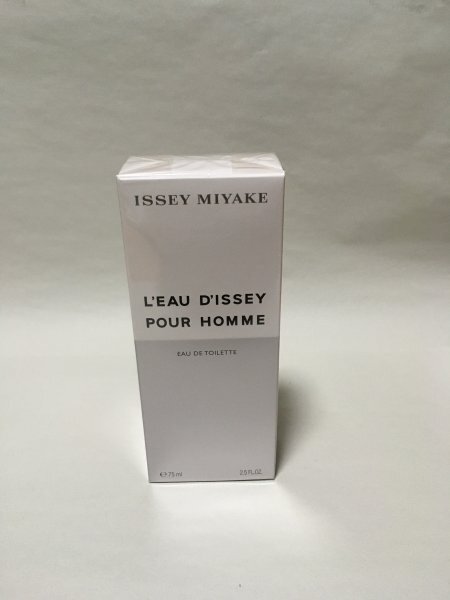 ISSEY MIYAKE
L'EAU D'ISSEY
POUR HOMME
EAU DE TOILETTE
℮75 ml 2.5 FL.OZ.